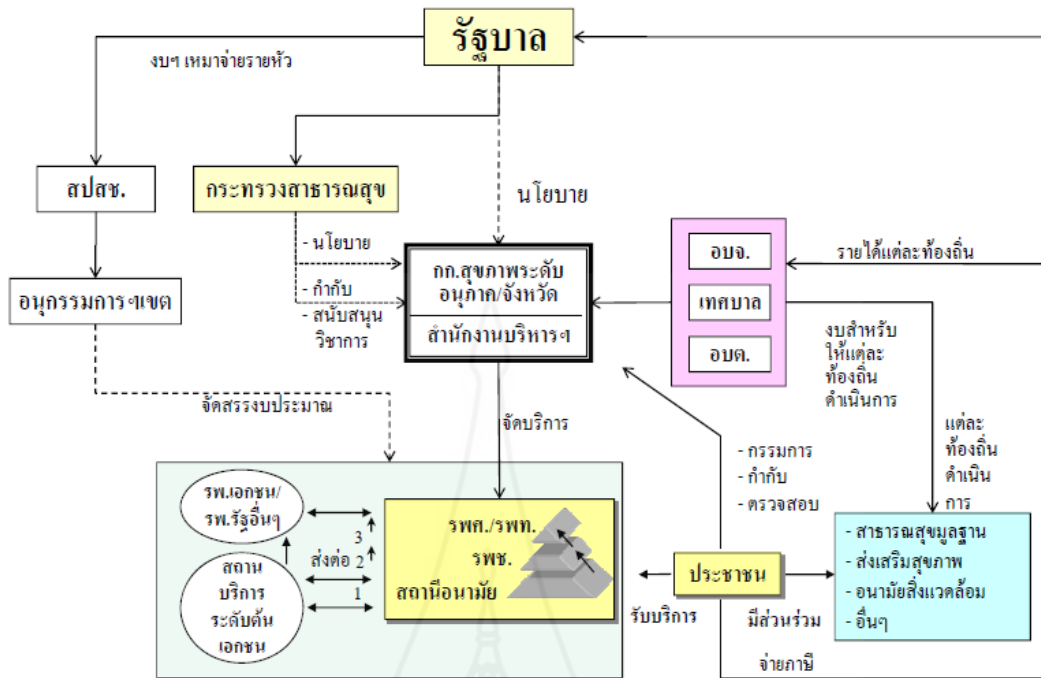 รัฐบาล
งบฯ เหมาจ่ายรายหัว
สปสช.
กระทรวงสาธารณสุข
นโยบาย
- นโยบาย
- กำกับ
- สนับสนุน
วิชาการ
อนุกรรมการฯเขต
กก.สุขภาพระดับ
อนุภาค/จังหวัด
สำนักงานบริหารฯ
อบจ.
เทศบาล
อบต.
รายได้แต่ละท้องถิ่น
งบสำหรับ
ให้แต่ละ
ท้องถิ่น
ดำเนินการ
จัดสรรงบประมาณ
จัดบริการ
- กรรมการ
- กำกับ
- ตรวจสอบ
แต่ละ
ท้องถิ่น
ดำเนิน
การ
รพ.เอกชน/
รพ.รัฐอื่นๆ
สถาน
บริการ
ระดับต้น
เอกชน
3
ส่งต่อ 2
1
รพศ./รพท.
รพช.
สถานีอนามัย
ประชาชน
รับบริการ
มีส่วนร่วม
- สาธารณสุขมูลฐาน
- ส่งเสริมสุขภาพ
- อนามัยสิ่งแวดล้อม
- อื่นๆ
จ่ายภาษี